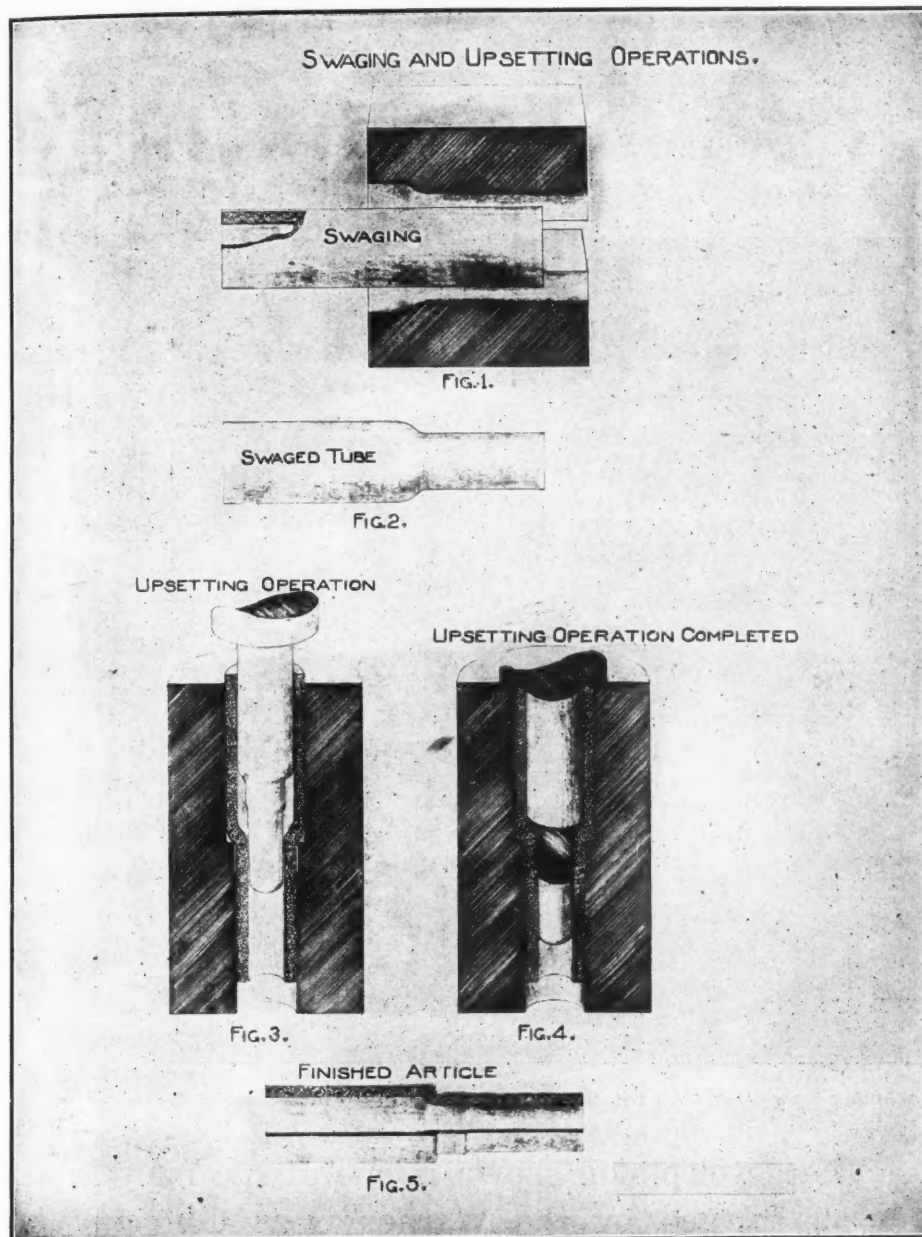 SWAGING AND UPSETTING OPERATIONS.
SWAGING
FIG.1.
SWAGED TUBE
FIG.2.
UPSETTING OPERATION
UPSETTING OPERATION COMPLETED
FIG.3.
FIG.4.
FINISHED ARTICLE
FIG.5.